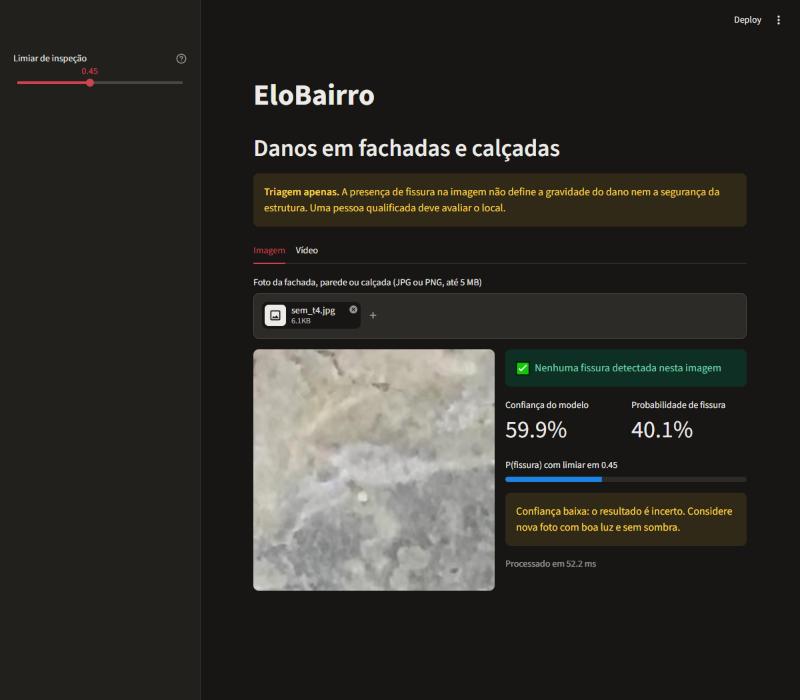 Deploy
Limiar de inspeção
0.45
EloBairro
Danos em fachadas e calçadas
Triagem apenas. A presença de fissura na imagem não define a gravidade do dano nem a segurança da
estrutura. Uma pessoa qualificada deve avaliar o local.
Imagem Vídeo
Foto da fachada, parede ou calçada (JPG ou PNG, até 5 MB)
sem_t4.jpg
6.1KB
Nenhuma fissura detectada nesta imagem
Confiança do modelo Probabilidade de fissura
59.9% 40.1%
P(fissura) com limiar em 0.45
Confiança baixa: o resultado é incerto. Considere
nova foto com boa luz e sem sombra.
Processado em 52.2 ms